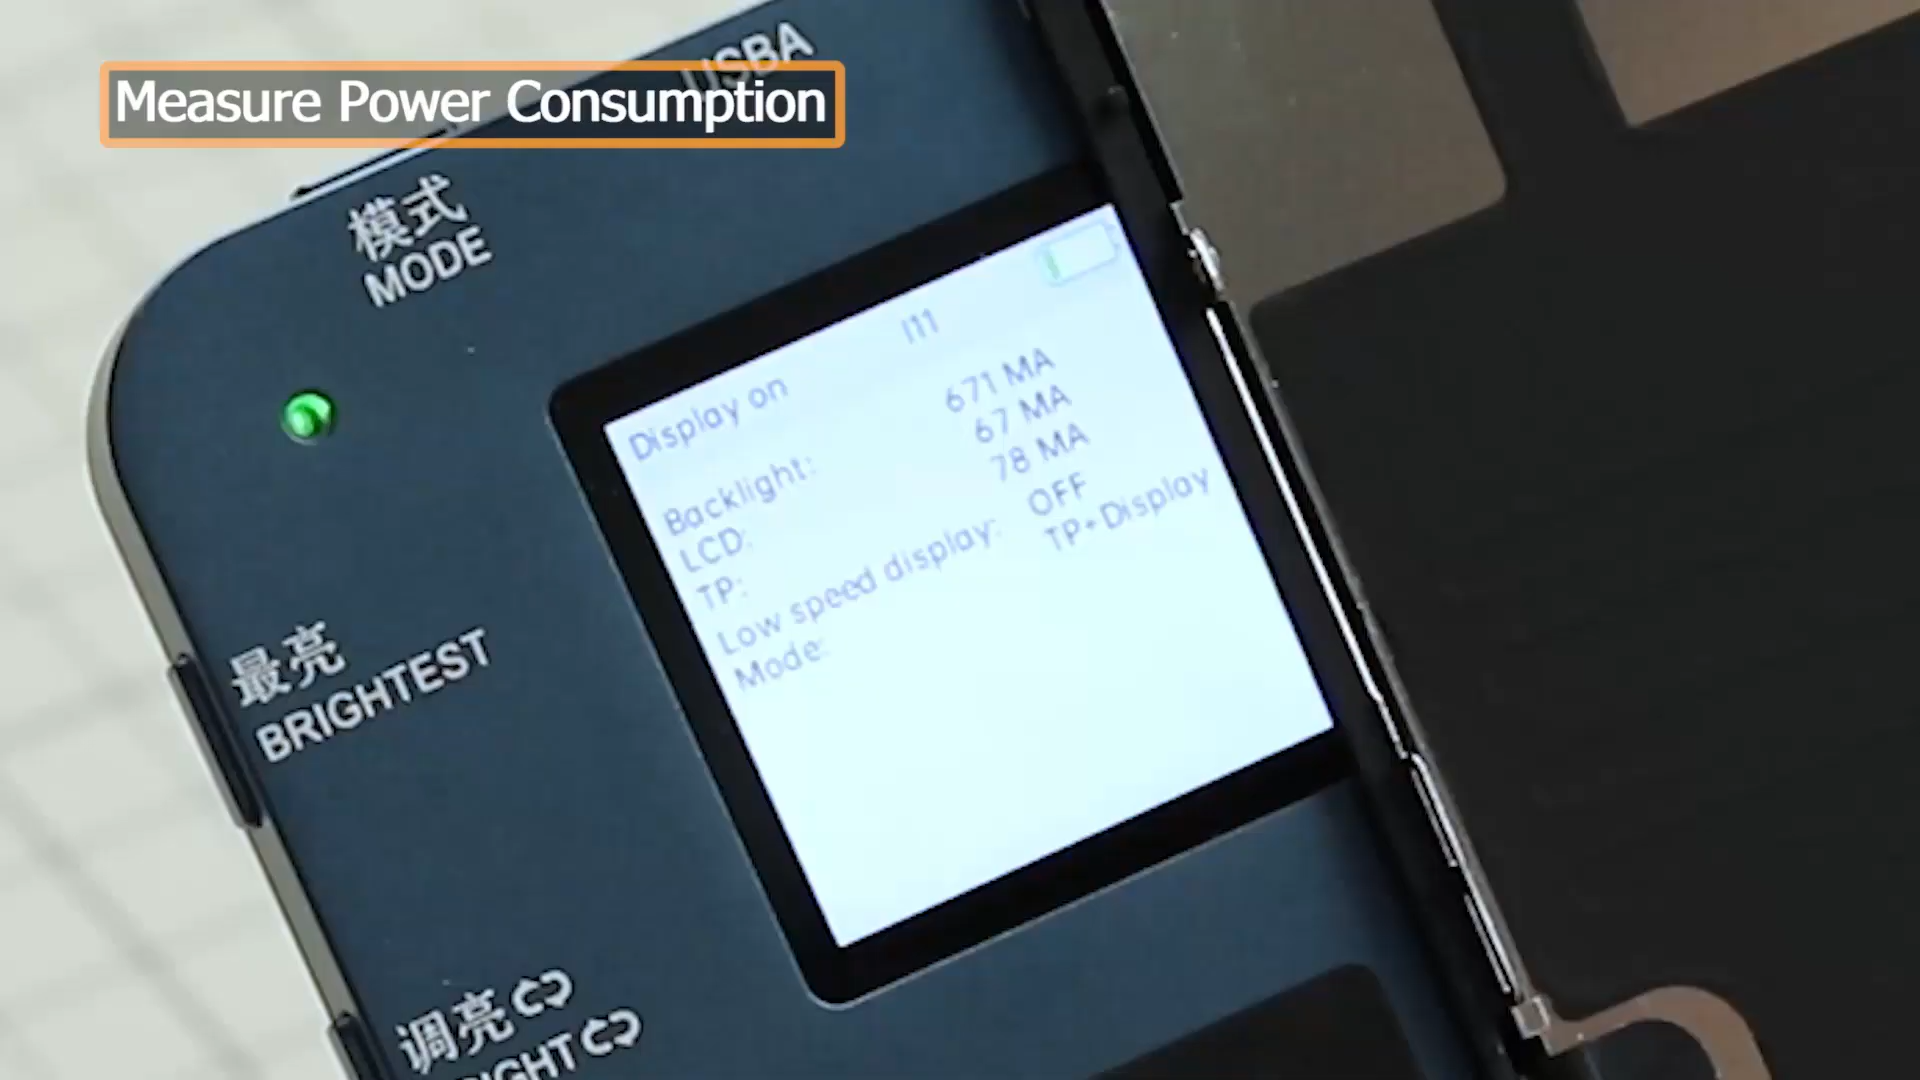 Measure Power Consumption
USBA
模式
MODE
I11
Display on
Backlight: 671 MA
LCD: 67 MA
TP: 78 MA
Low speed display: OFF
Mode: TP+Display
最亮
BRIGHTEST
调亮
IGHT